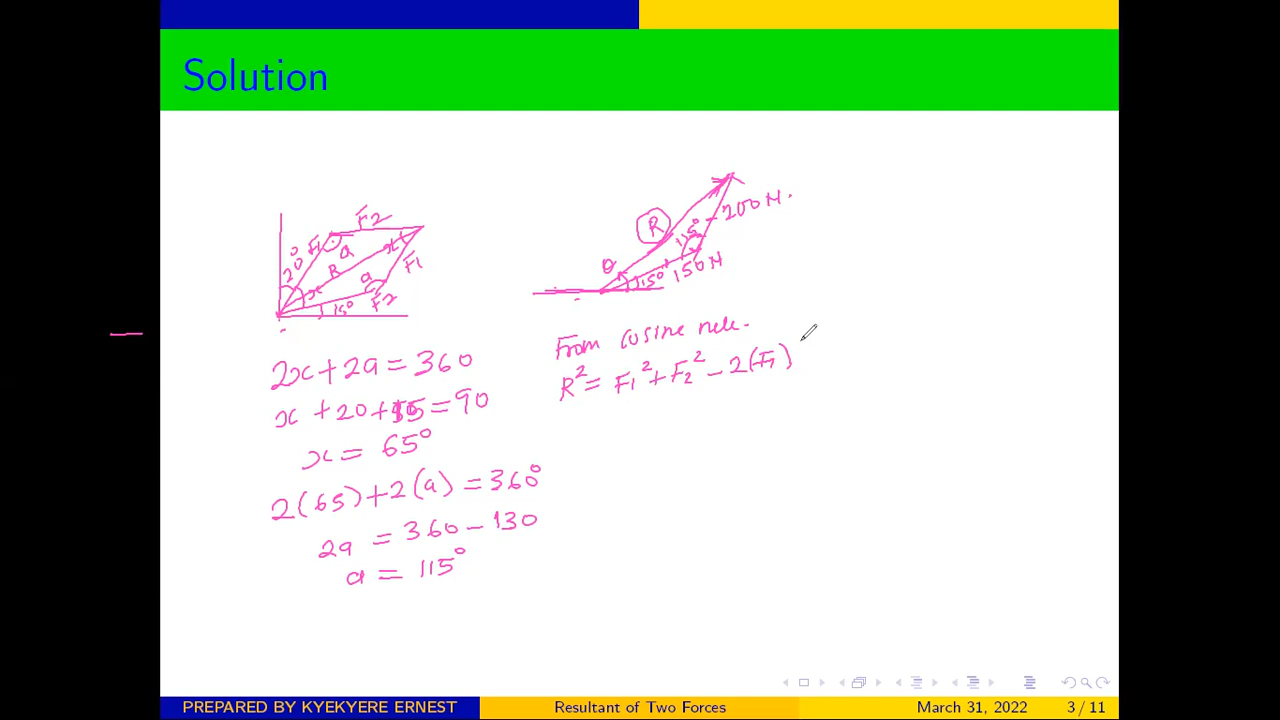 Solution
F2
20°
F1
a
x
R
x
a
F1
15°
F2
R
200N.
115°
θ
15°
150N
2x+2a=360
x+20+15=90
x=65°
2(65)+2(a)=360°
2a=360-130
a=115°
From cosine rule.
R²=F1²+F2²-2(F1)
PREPARED BY KYEKYERE ERNEST
Resultant of Two Forces
March 31, 2022
3 / 11